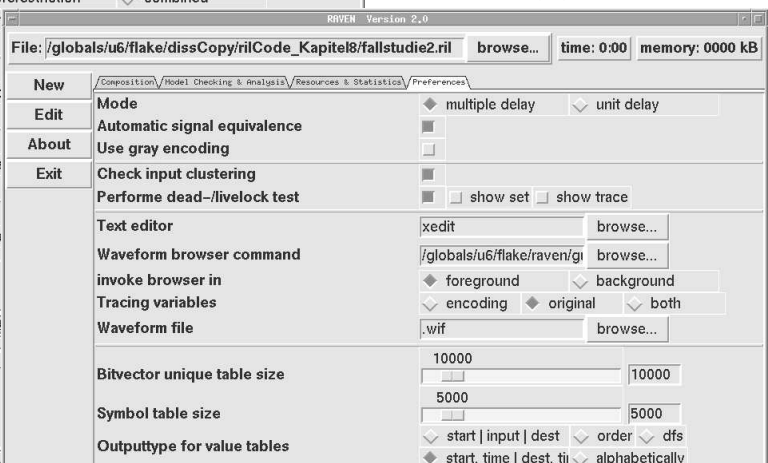 combined
RAVEN Version 2.0
File: /globals/u6/flake/dissCopy/rilCode_Kapitel8/fallstudie2.ril browse... time: 0:00 memory: 0000 kB
New
Edit
About
Exit
Composition Model Checking & Analysis Resources & Statistics Preferences
Mode multiple delay unit delay
Automatic signal equivalence
Use gray encoding
Check input clustering
Performe dead-/livelock test show set show trace
Text editor xedit browse...
Waveform browser command /globals/u6/flake/raven/gu browse...
invoke browser in foreground background
Tracing variables encoding original both
Waveform file .wif browse...
10000
Bitvector unique table size 10000
5000
Symbol table size 5000
Outputtype for value tables start | input | dest order dfs
start, time | dest, ti alphabetically